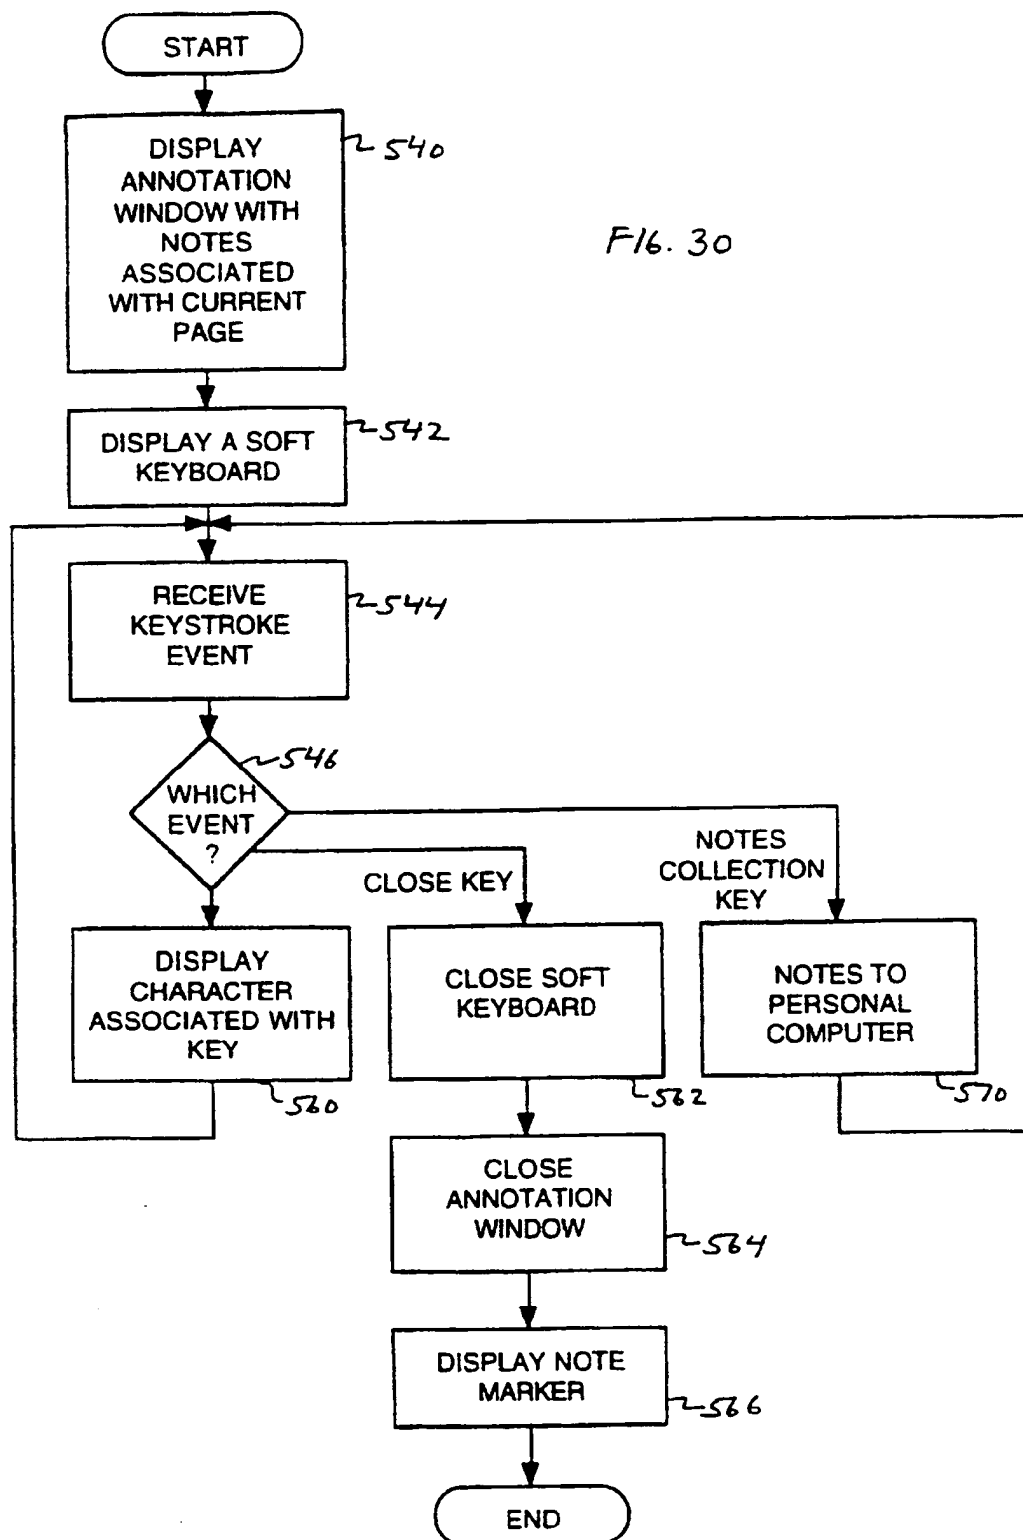 START
DISPLAY
ANNOTATION
WINDOW WITH
NOTES
ASSOCIATED
WITH CURRENT
PAGE
540
FIG. 30
DISPLAY A SOFT
KEYBOARD
542
RECEIVE
KEYSTROKE
EVENT
544
WHICH
EVENT
?
546
CLOSE KEY
NOTES
COLLECTION
KEY
DISPLAY
CHARACTER
ASSOCIATED WITH
KEY
560
CLOSE SOFT
KEYBOARD
562
NOTES TO
PERSONAL
COMPUTER
570
CLOSE
ANNOTATION
WINDOW
564
DISPLAY NOTE
MARKER
566
END